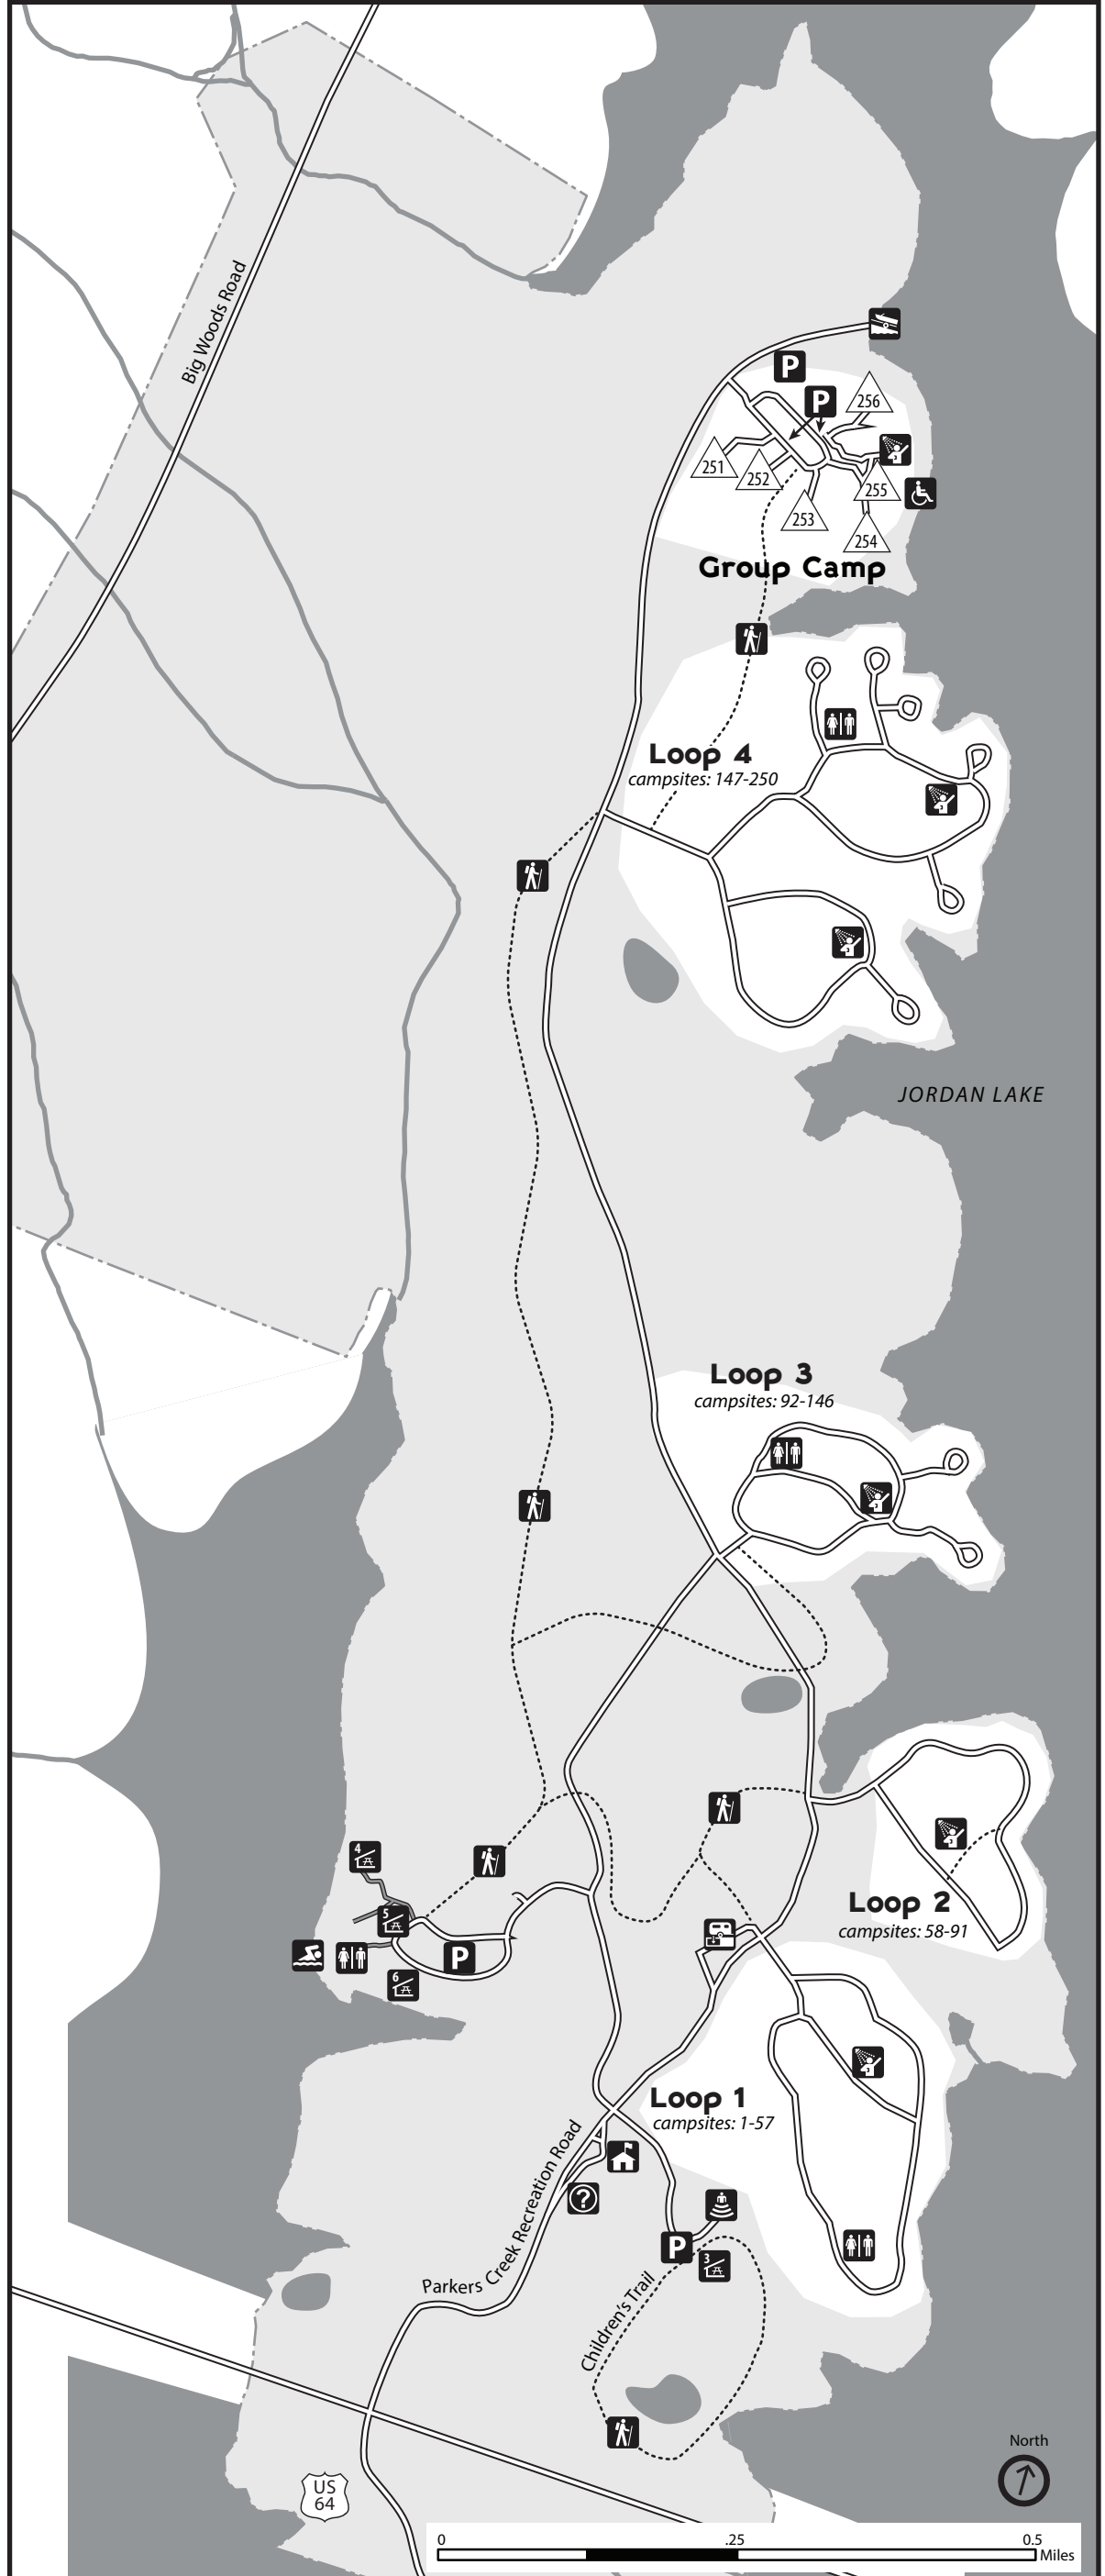 Big Woods Road
P
P
256
251
252
255
253
254
Group Camp
Loop 4
campsites: 147-250
JORDAN LAKE
Loop 3
campsites: 92-146
4
5
P
6
Loop 2
campsites: 58-91
Loop 1
campsites: 1-57
?
Parkers Creek Recreation Road
P
3
Children's Trail
North
US
64
0 .25 0.5
Miles